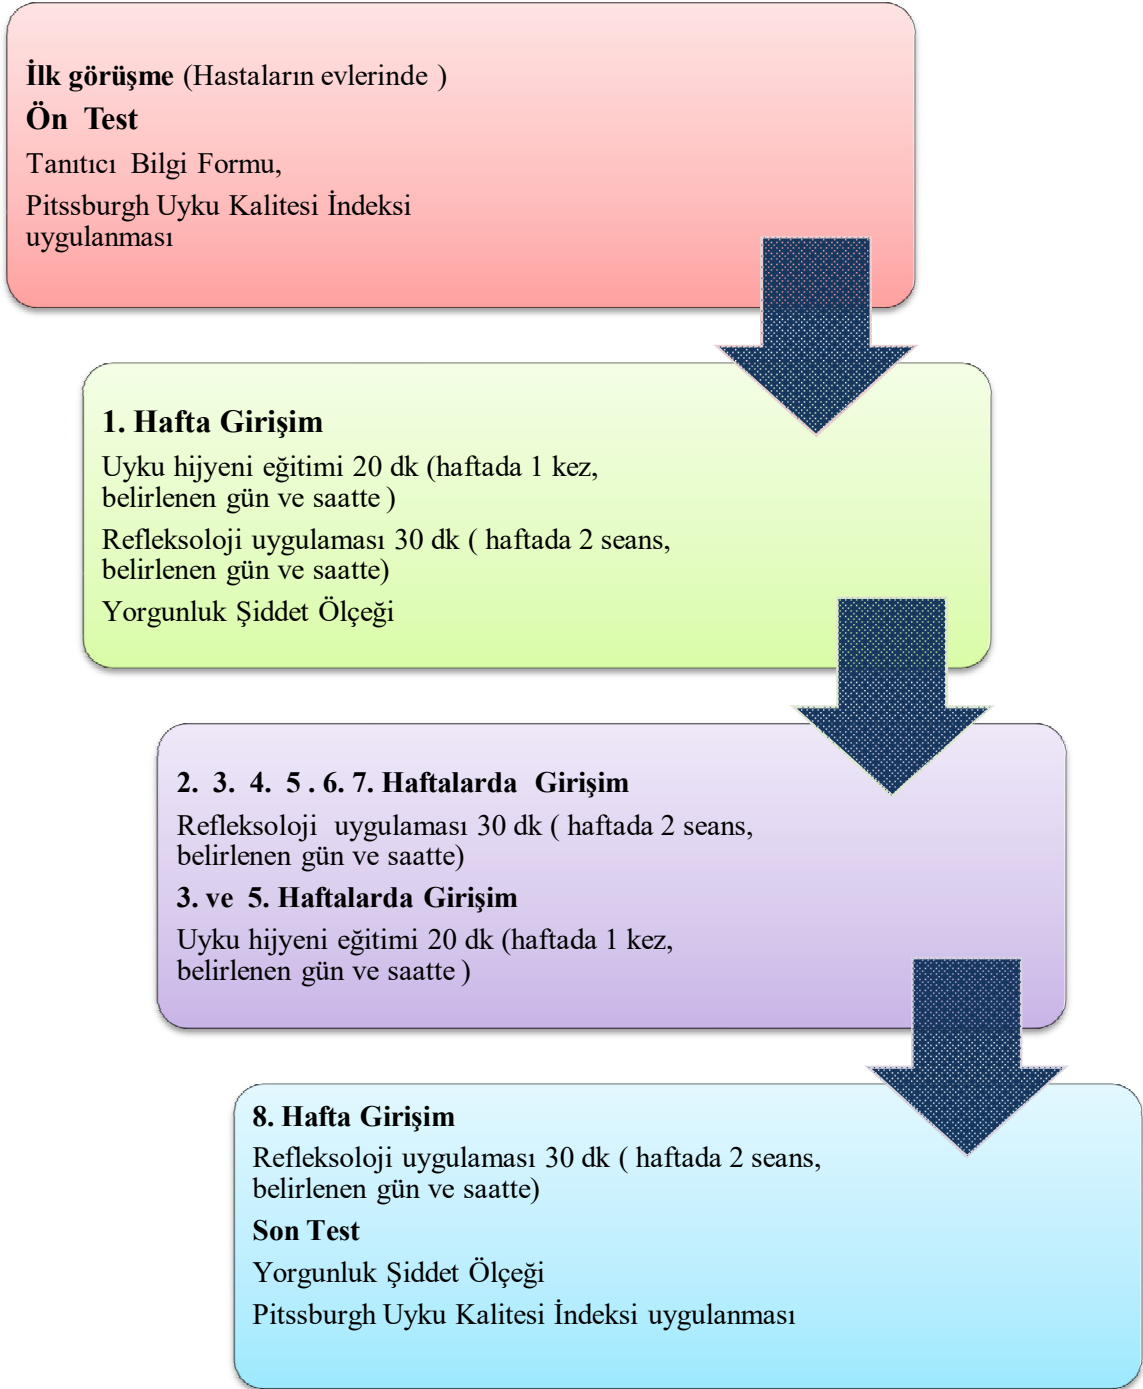 İlk görüşme (Hastaların evlerinde )
Ön Test
Tanıtıcı Bilgi Formu,
Pitssburgh Uyku Kalitesi İndeksi
uygulanması
1. Hafta Girişim
Uyku hijyeni eğitimi 20 dk (haftada 1 kez,
belirlenen gün ve saatte )
Refleksoloji uygulaması 30 dk ( haftada 2 seans,
belirlenen gün ve saatte)
Yorgunluk Şiddet Ölçeği
2. 3. 4. 5 . 6. 7. Haftalarda Girişim
Refleksoloji uygulaması 30 dk ( haftada 2 seans,
belirlenen gün ve saatte)
3. ve 5. Haftalarda Girişim
Uyku hijyeni eğitimi 20 dk (haftada 1 kez,
belirlenen gün ve saatte )
8. Hafta Girişim
Refleksoloji uygulaması 30 dk ( haftada 2 seans,
belirlenen gün ve saatte)
Son Test
Yorgunluk Şiddet Ölçeği
Pitssburgh Uyku Kalitesi İndeksi uygulanması